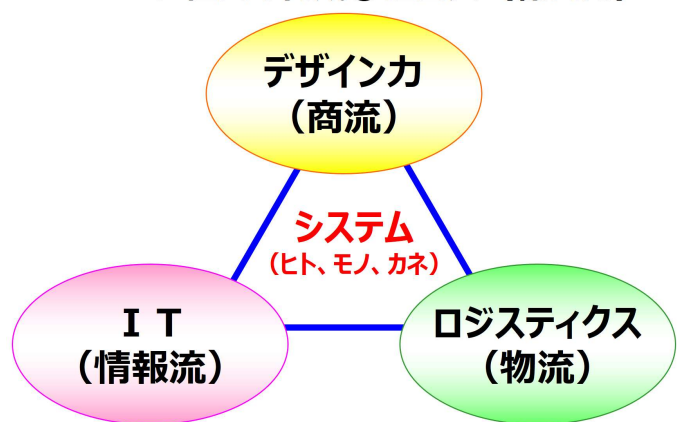 デザイン力
（商流）
システム
（ヒト、モノ、カネ）
ＩＴ
（情報流）
ロジスティクス
（物流）